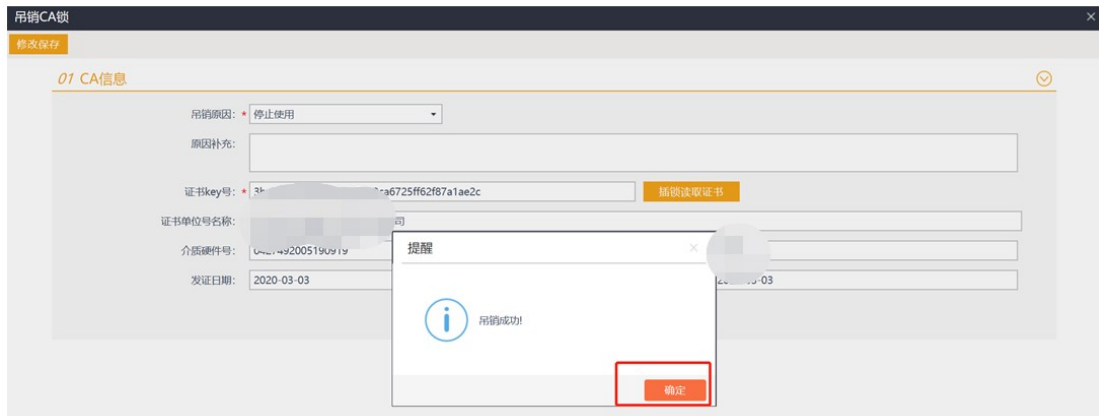 吊销CA锁
修改保存
01 CA信息
吊销原因: * 停止使用
原因补充:
证书key号: * a6725ff62f87a1ae2c 插锁读取证书
证书单位号名称: 司
介质硬件号: 492005190919
发证日期: 2020-03-03 -03
提醒
吊销成功!
确定